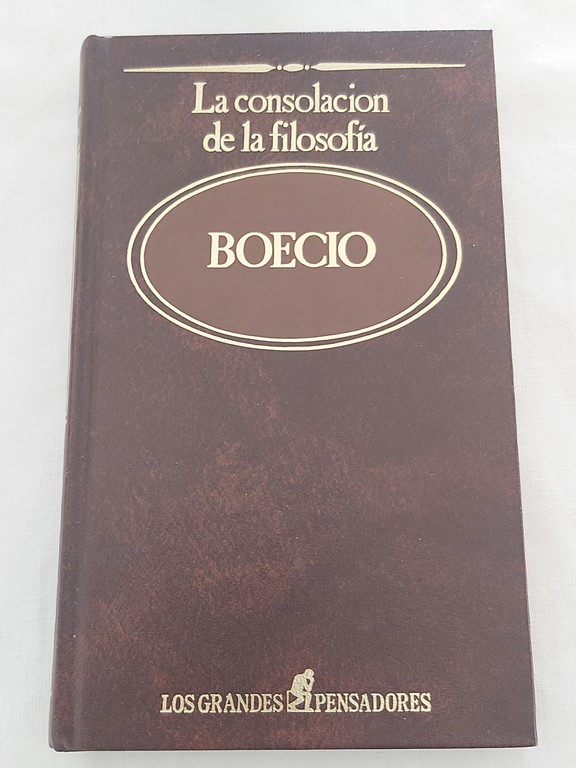 La consolacion
de la filosofía
BOECIO
LOS GRANDES PENSADORES